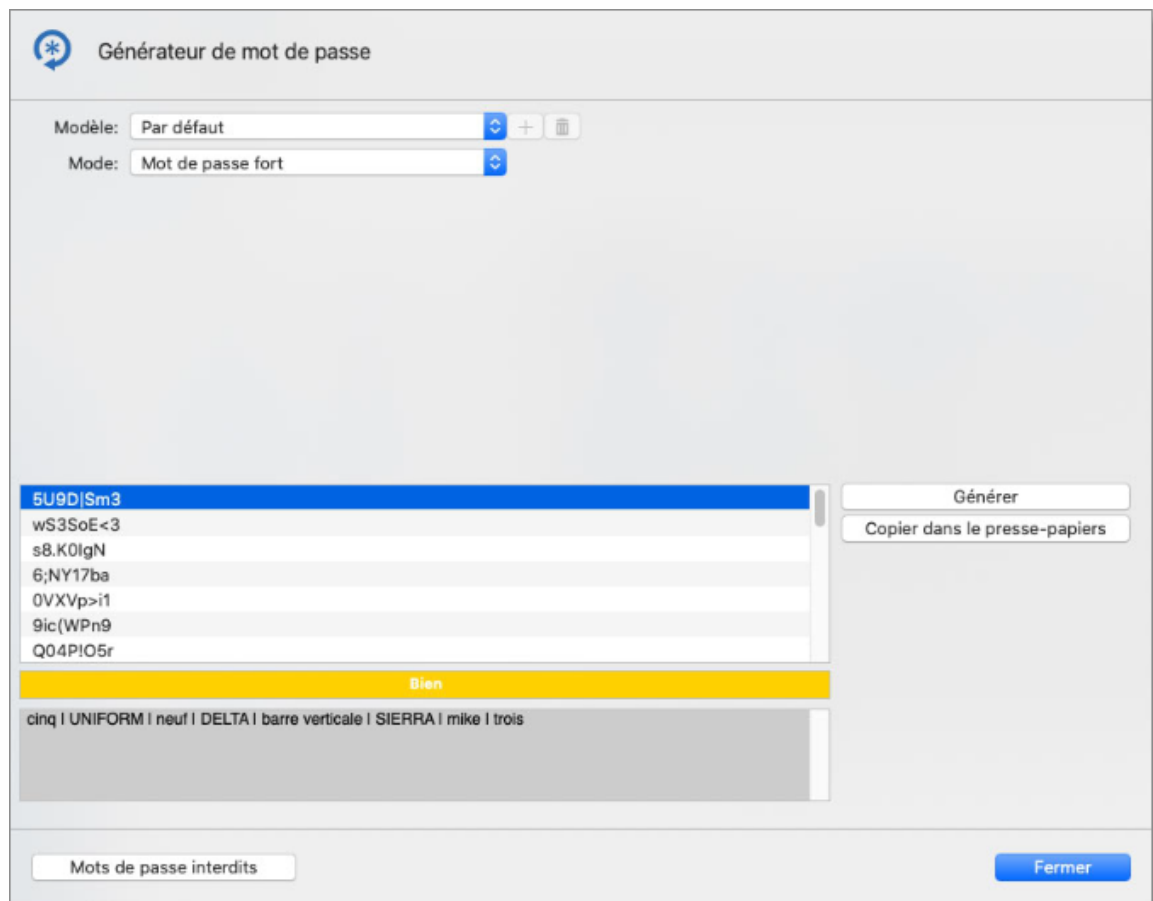 Générateur de mot de passe
Modèle: Par défaut
Mode: Mot de passe fort
5U9D|Sm3
wS3SoE<3
s8.K0IgN
6;NY17ba
0VXVp>i1
9ic(WPn9
Q04P!O5r
Générer
Copier dans le presse-papiers
Bien
cinq | UNIFORM | neuf | DELTA | barre verticale | SIERRA | mike | trois
Mots de passe interdits
Fermer